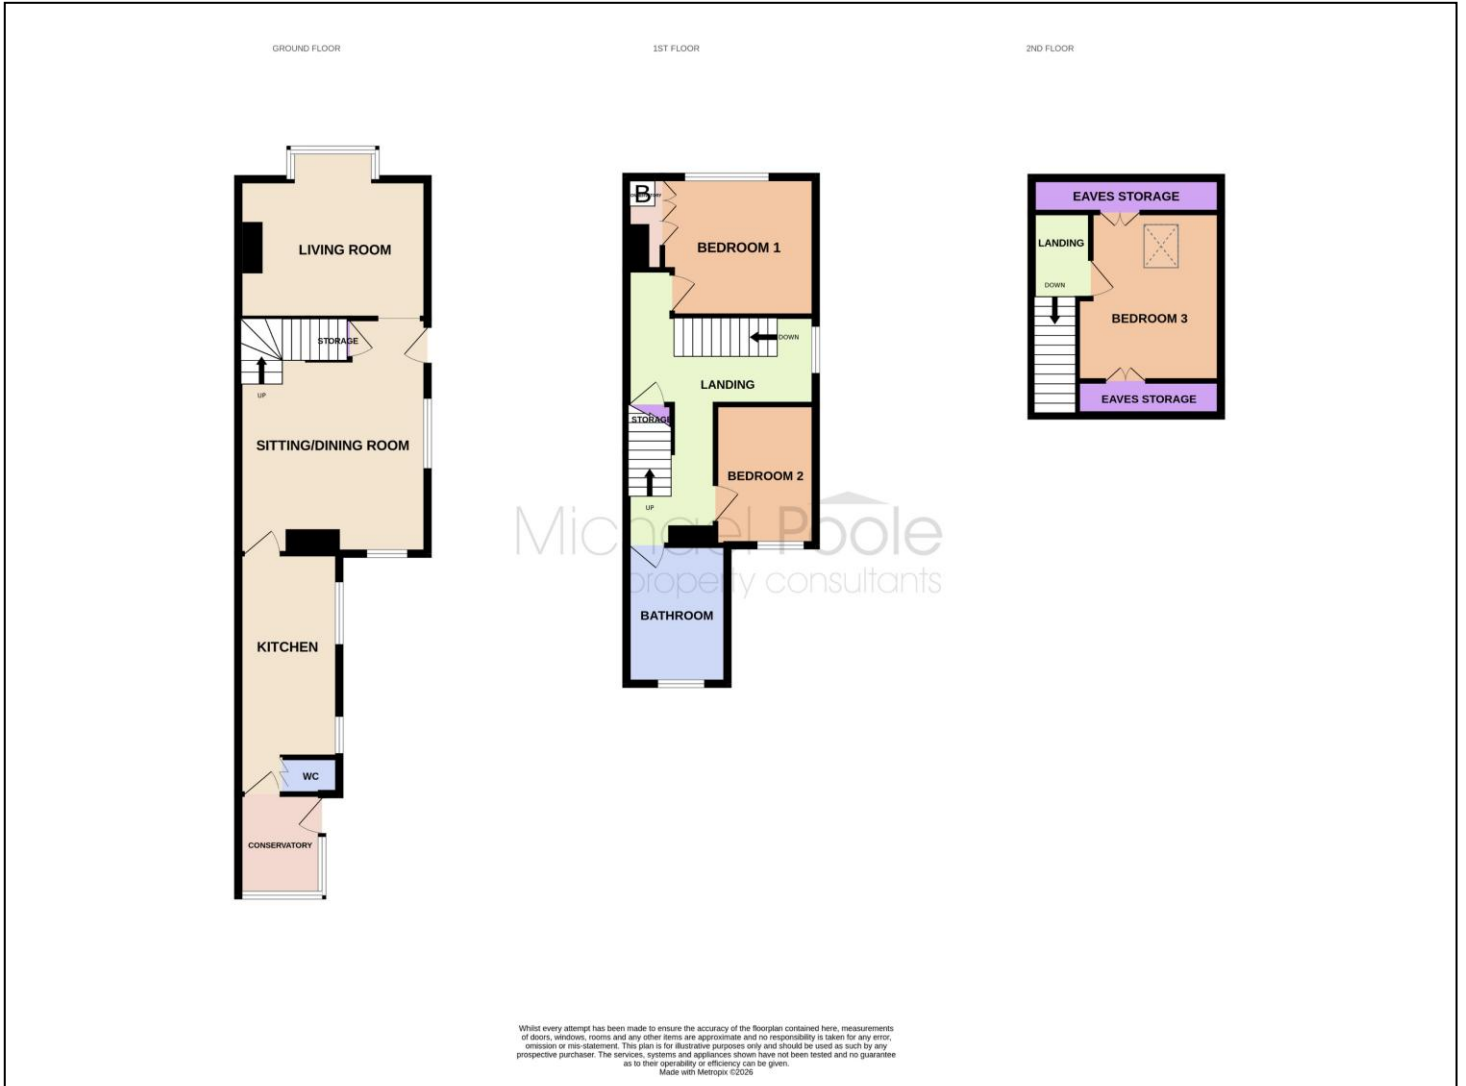 GROUND FLOOR
1ST FLOOR
2ND FLOOR
LIVING ROOM
STORAGE
UP
SITTING/DINING ROOM
KITCHEN
WC
CONSERVATORY
B
BEDROOM 1
DOWN
LANDING
STORAGE
BEDROOM 2
UP
BATHROOM
EAVES STORAGE
LANDING
DOWN
BEDROOM 3
EAVES STORAGE
Michael Poole
property consultants
Whilst every attempt has been made to ensure the accuracy of the floorplan contained here, measurements
of doors, windows, rooms and any other items are approximate and no responsibility is taken for any error,
omission or mis-statement. This plan is for illustrative purposes only and should be used as such by any
prospective purchaser. The services, systems and appliances shown have not been tested and no guarantee
as to their operability or efficiency can be given.
Made with Metropix ©2026